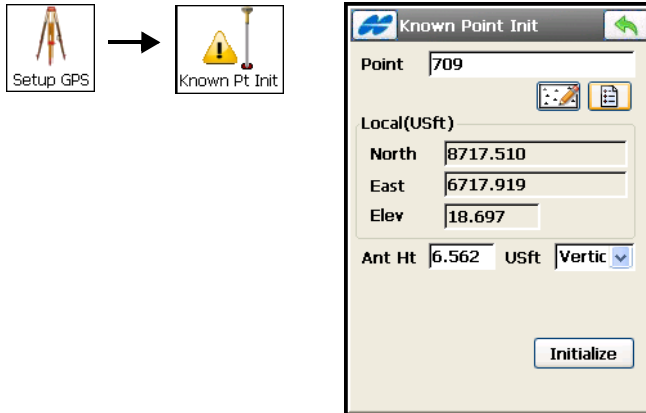 Setup GPS
Known Pt Init
Known Point Init
Point 709
Local(USft)
North 8717.510
East 6717.919
Elev 18.697
Ant Ht 6.562 USft Vertic
Initialize